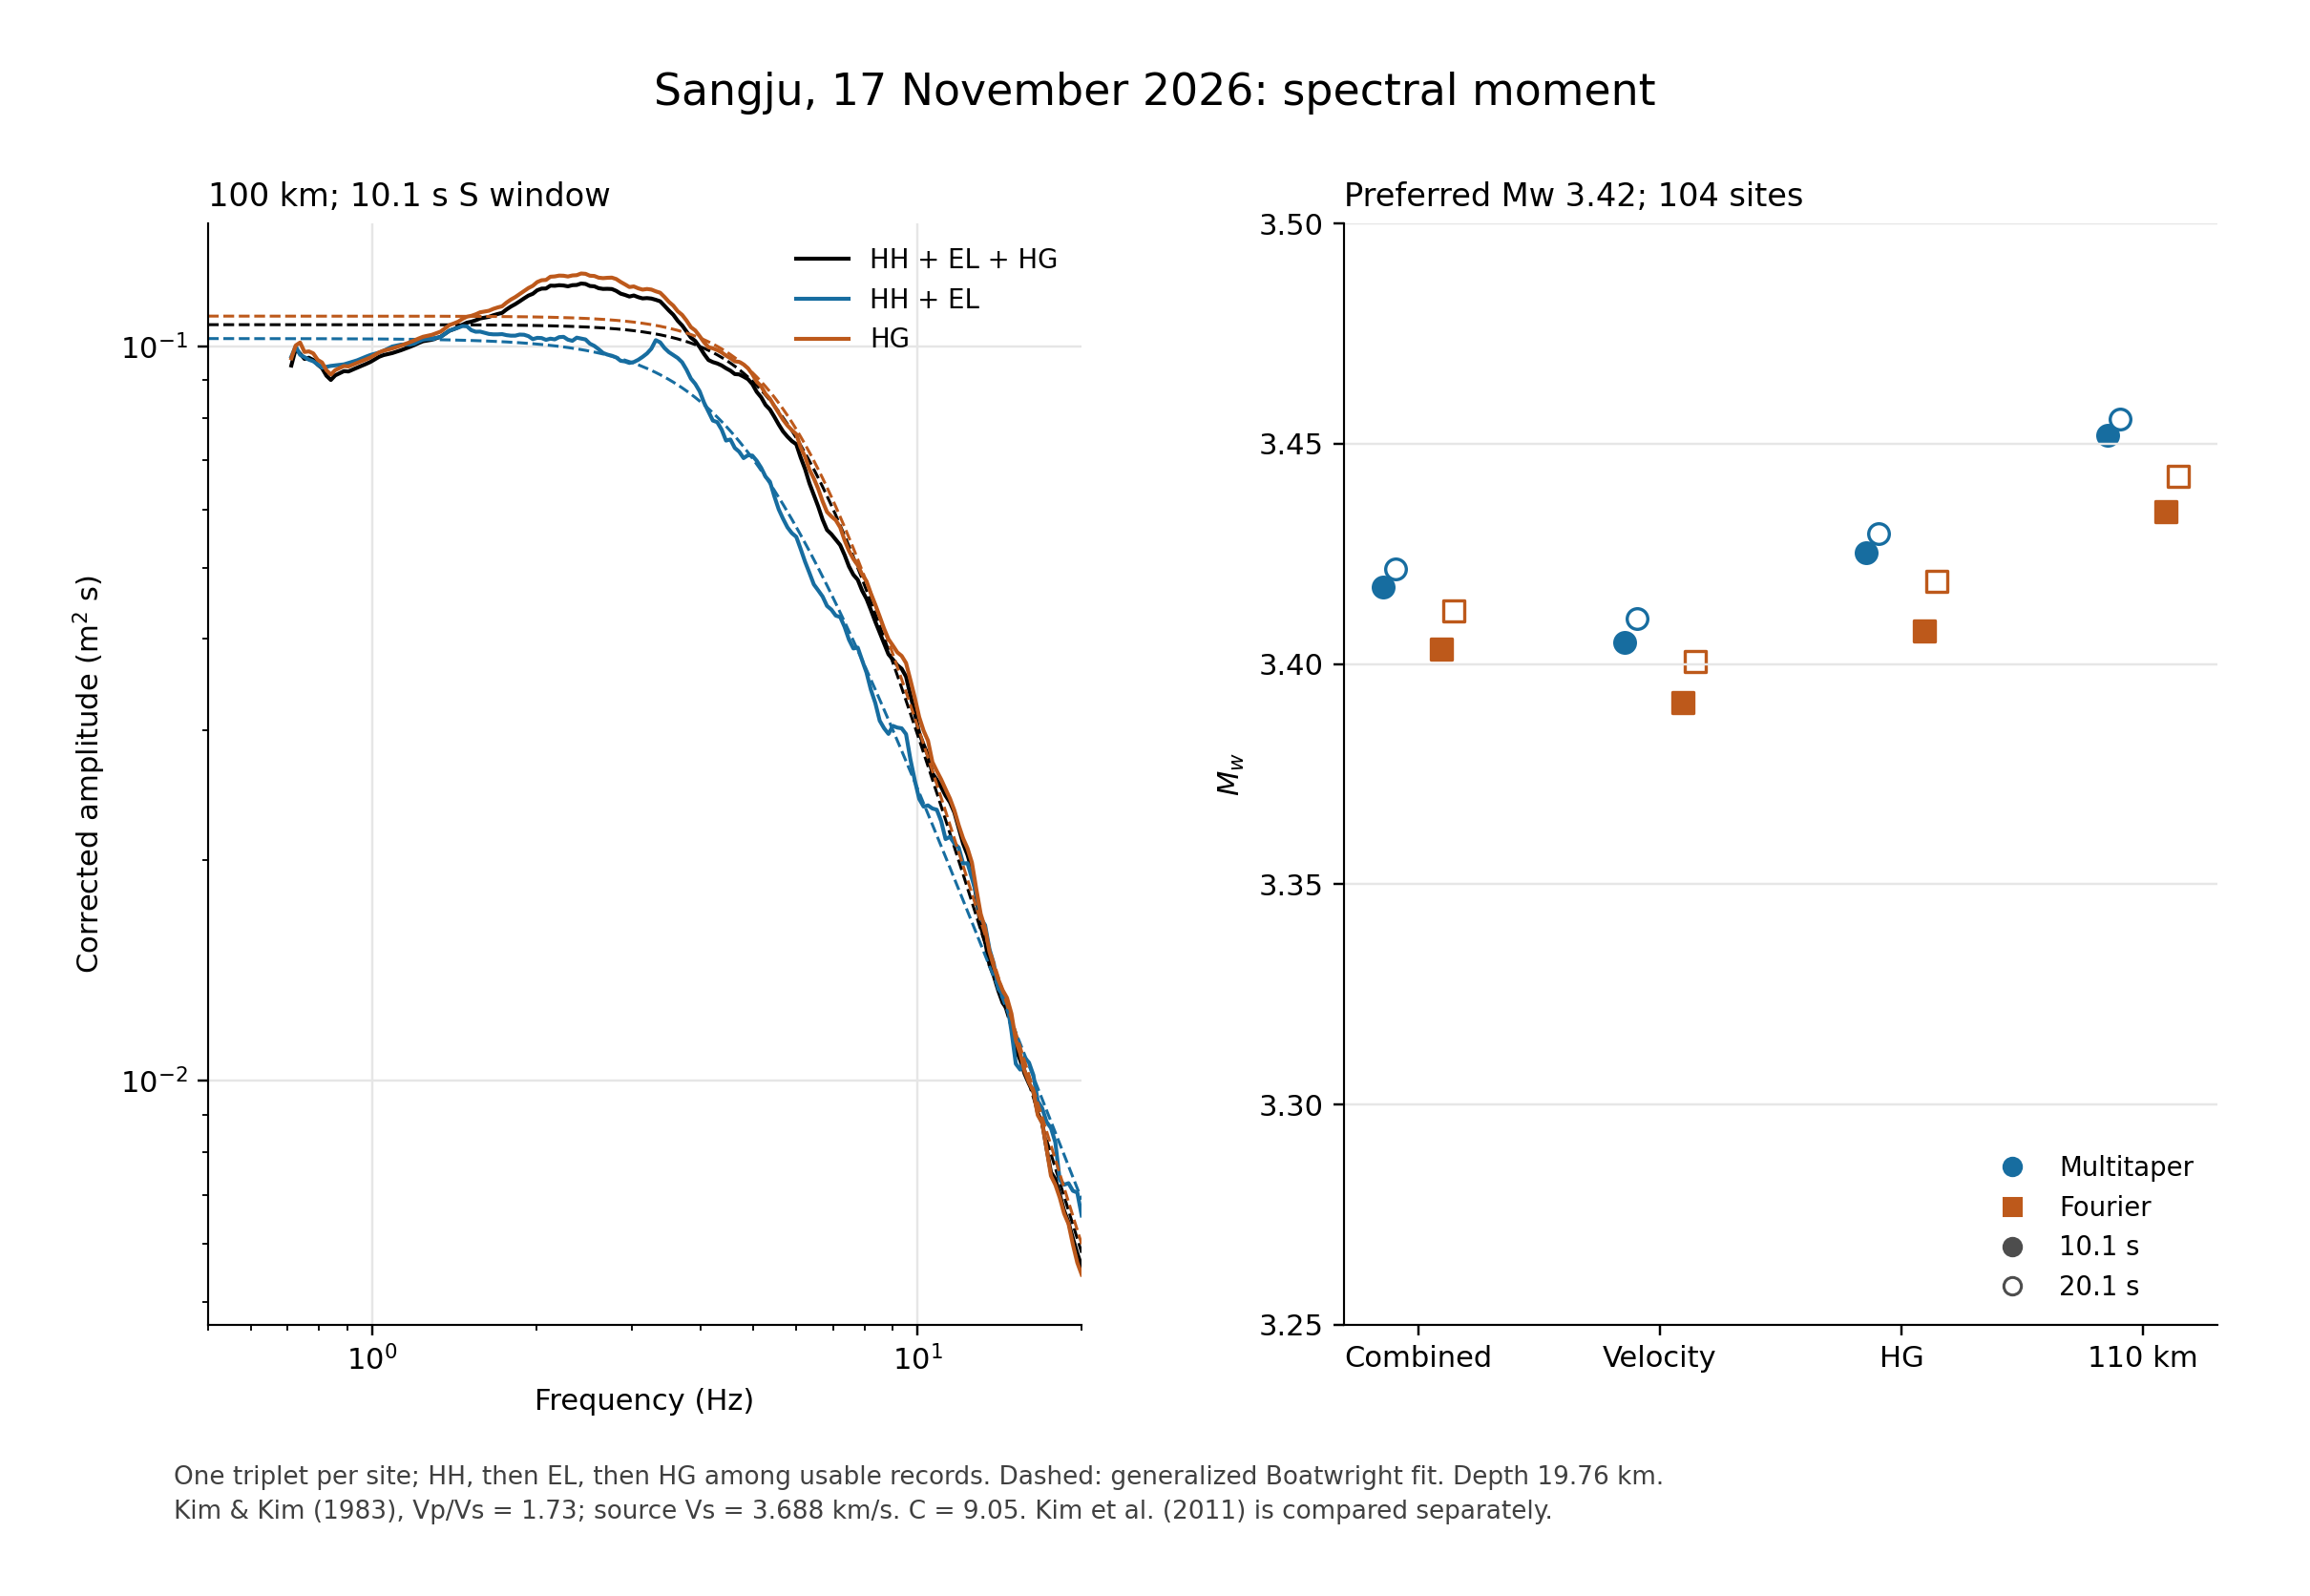 Sangju, 17 November 2026: spectral moment
100 km; 10.1 s S window
HH + EL + HG
HH + EL
HG
10⁻¹
10⁻²
Corrected amplitude (m² s)
10⁰
10¹
Frequency (Hz)
Preferred Mw 3.42; 104 sites
3.50
3.45
3.40
3.35
3.30
3.25
M_w
Multitaper
Fourier
10.1 s
20.1 s
Combined
Velocity
HG
110 km
One triplet per site; HH, then EL, then HG among usable records. Dashed: generalized Boatwright fit. Depth 19.76 km.
Kim & Kim (1983), Vp/Vs = 1.73; source Vs = 3.688 km/s. C = 9.05. Kim et al. (2011) is compared separately.